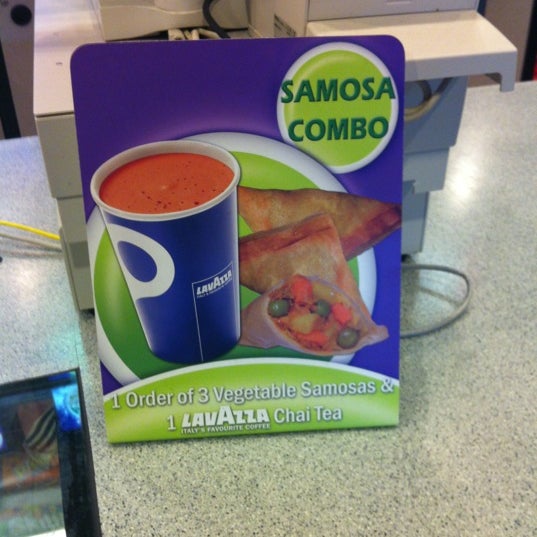 SAMOSA
COMBO
LAVAZZA
1 Order of 3 Vegetable Samosas &
1 LAVAZZA Chai Tea
ITALY'S FAVOURITE COFFEE